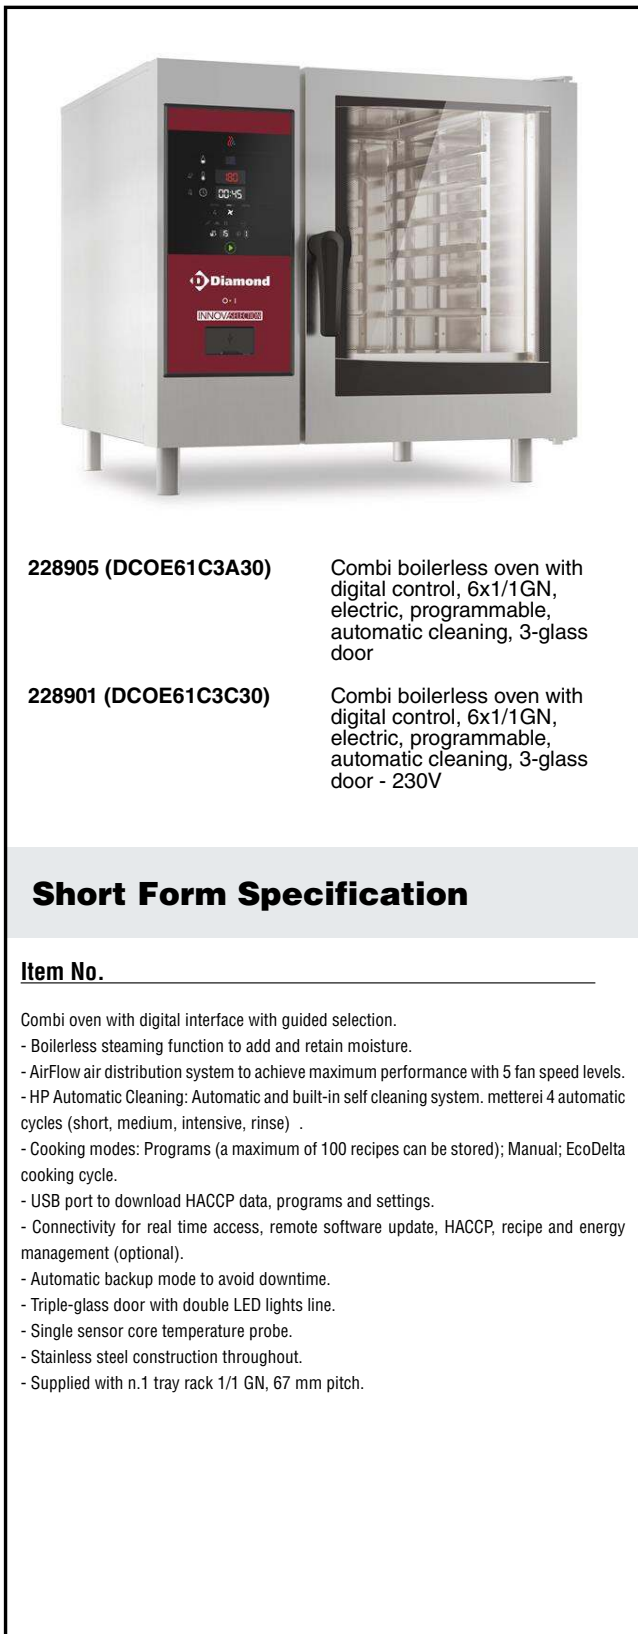 180
00:45
15
1
Diamond
INNOVASELECTION
228905 (DCOE61C3A30)
Combi boilerless oven with
digital control, 6x1/1GN,
electric, programmable,
automatic cleaning, 3-glass
door
228901 (DCOE61C3C30)
Combi boilerless oven with
digital control, 6x1/1GN,
electric, programmable,
automatic cleaning, 3-glass
door - 230V
Short Form Specification
Item No.
Combi oven with digital interface with guided selection.
- Boilerless steaming function to add and retain moisture.
- AirFlow air distribution system to achieve maximum performance with 5 fan speed levels.
- HP Automatic Cleaning: Automatic and built-in self cleaning system. metterei 4 automatic
cycles (short, medium, intensive, rinse) .
- Cooking modes: Programs (a maximum of 100 recipes can be stored); Manual; EcoDelta
cooking cycle.
- USB port to download HACCP data, programs and settings.
- Connectivity for real time access, remote software update, HACCP, recipe and energy
management (optional).
- Automatic backup mode to avoid downtime.
- Triple-glass door with double LED lights line.
- Single sensor core temperature probe.
- Stainless steel construction throughout.
- Supplied with n.1 tray rack 1/1 GN, 67 mm pitch.